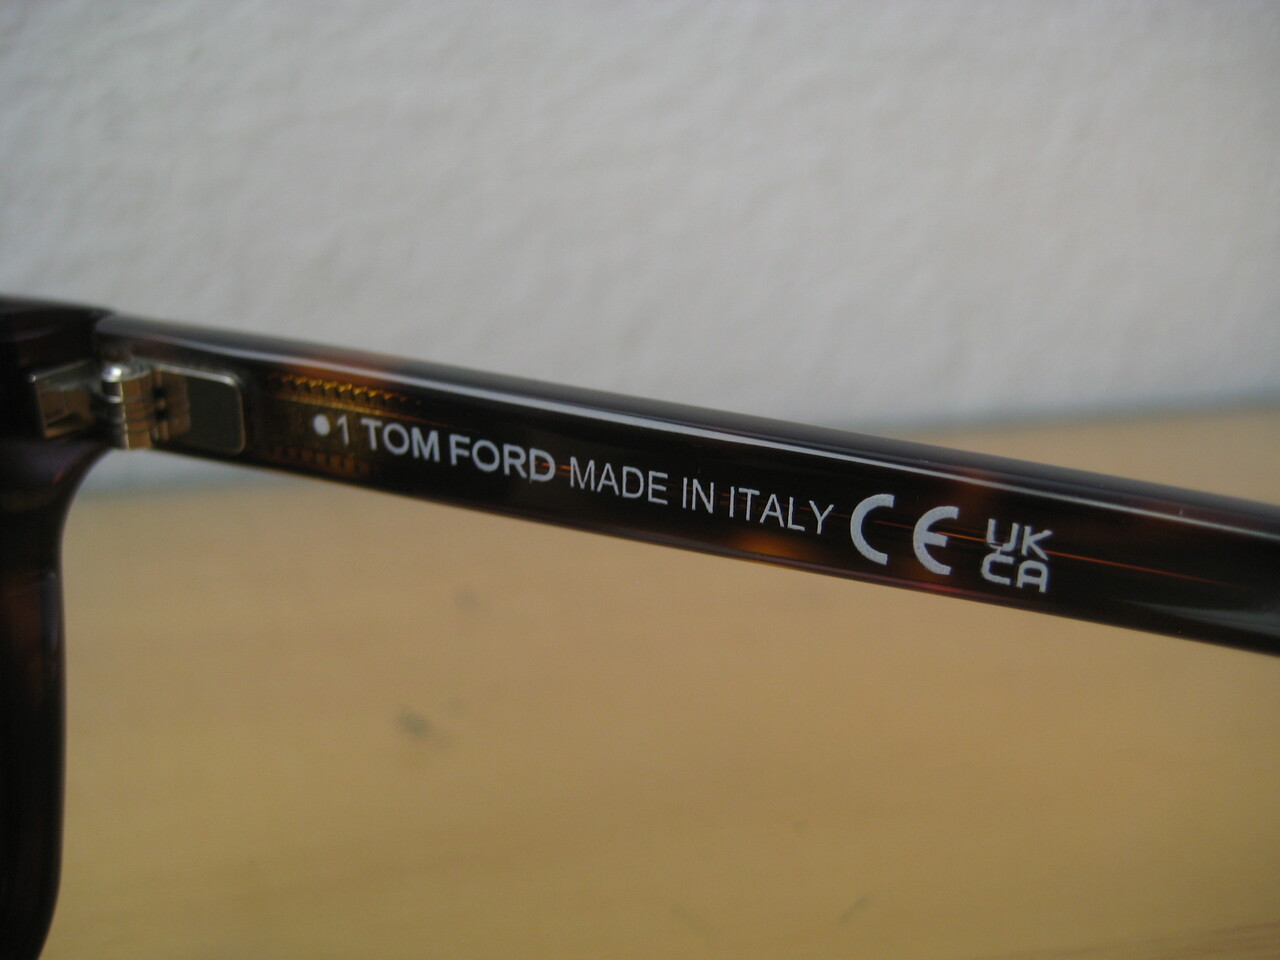 •1 TOM FORD MADE IN ITALY CE UK
CA